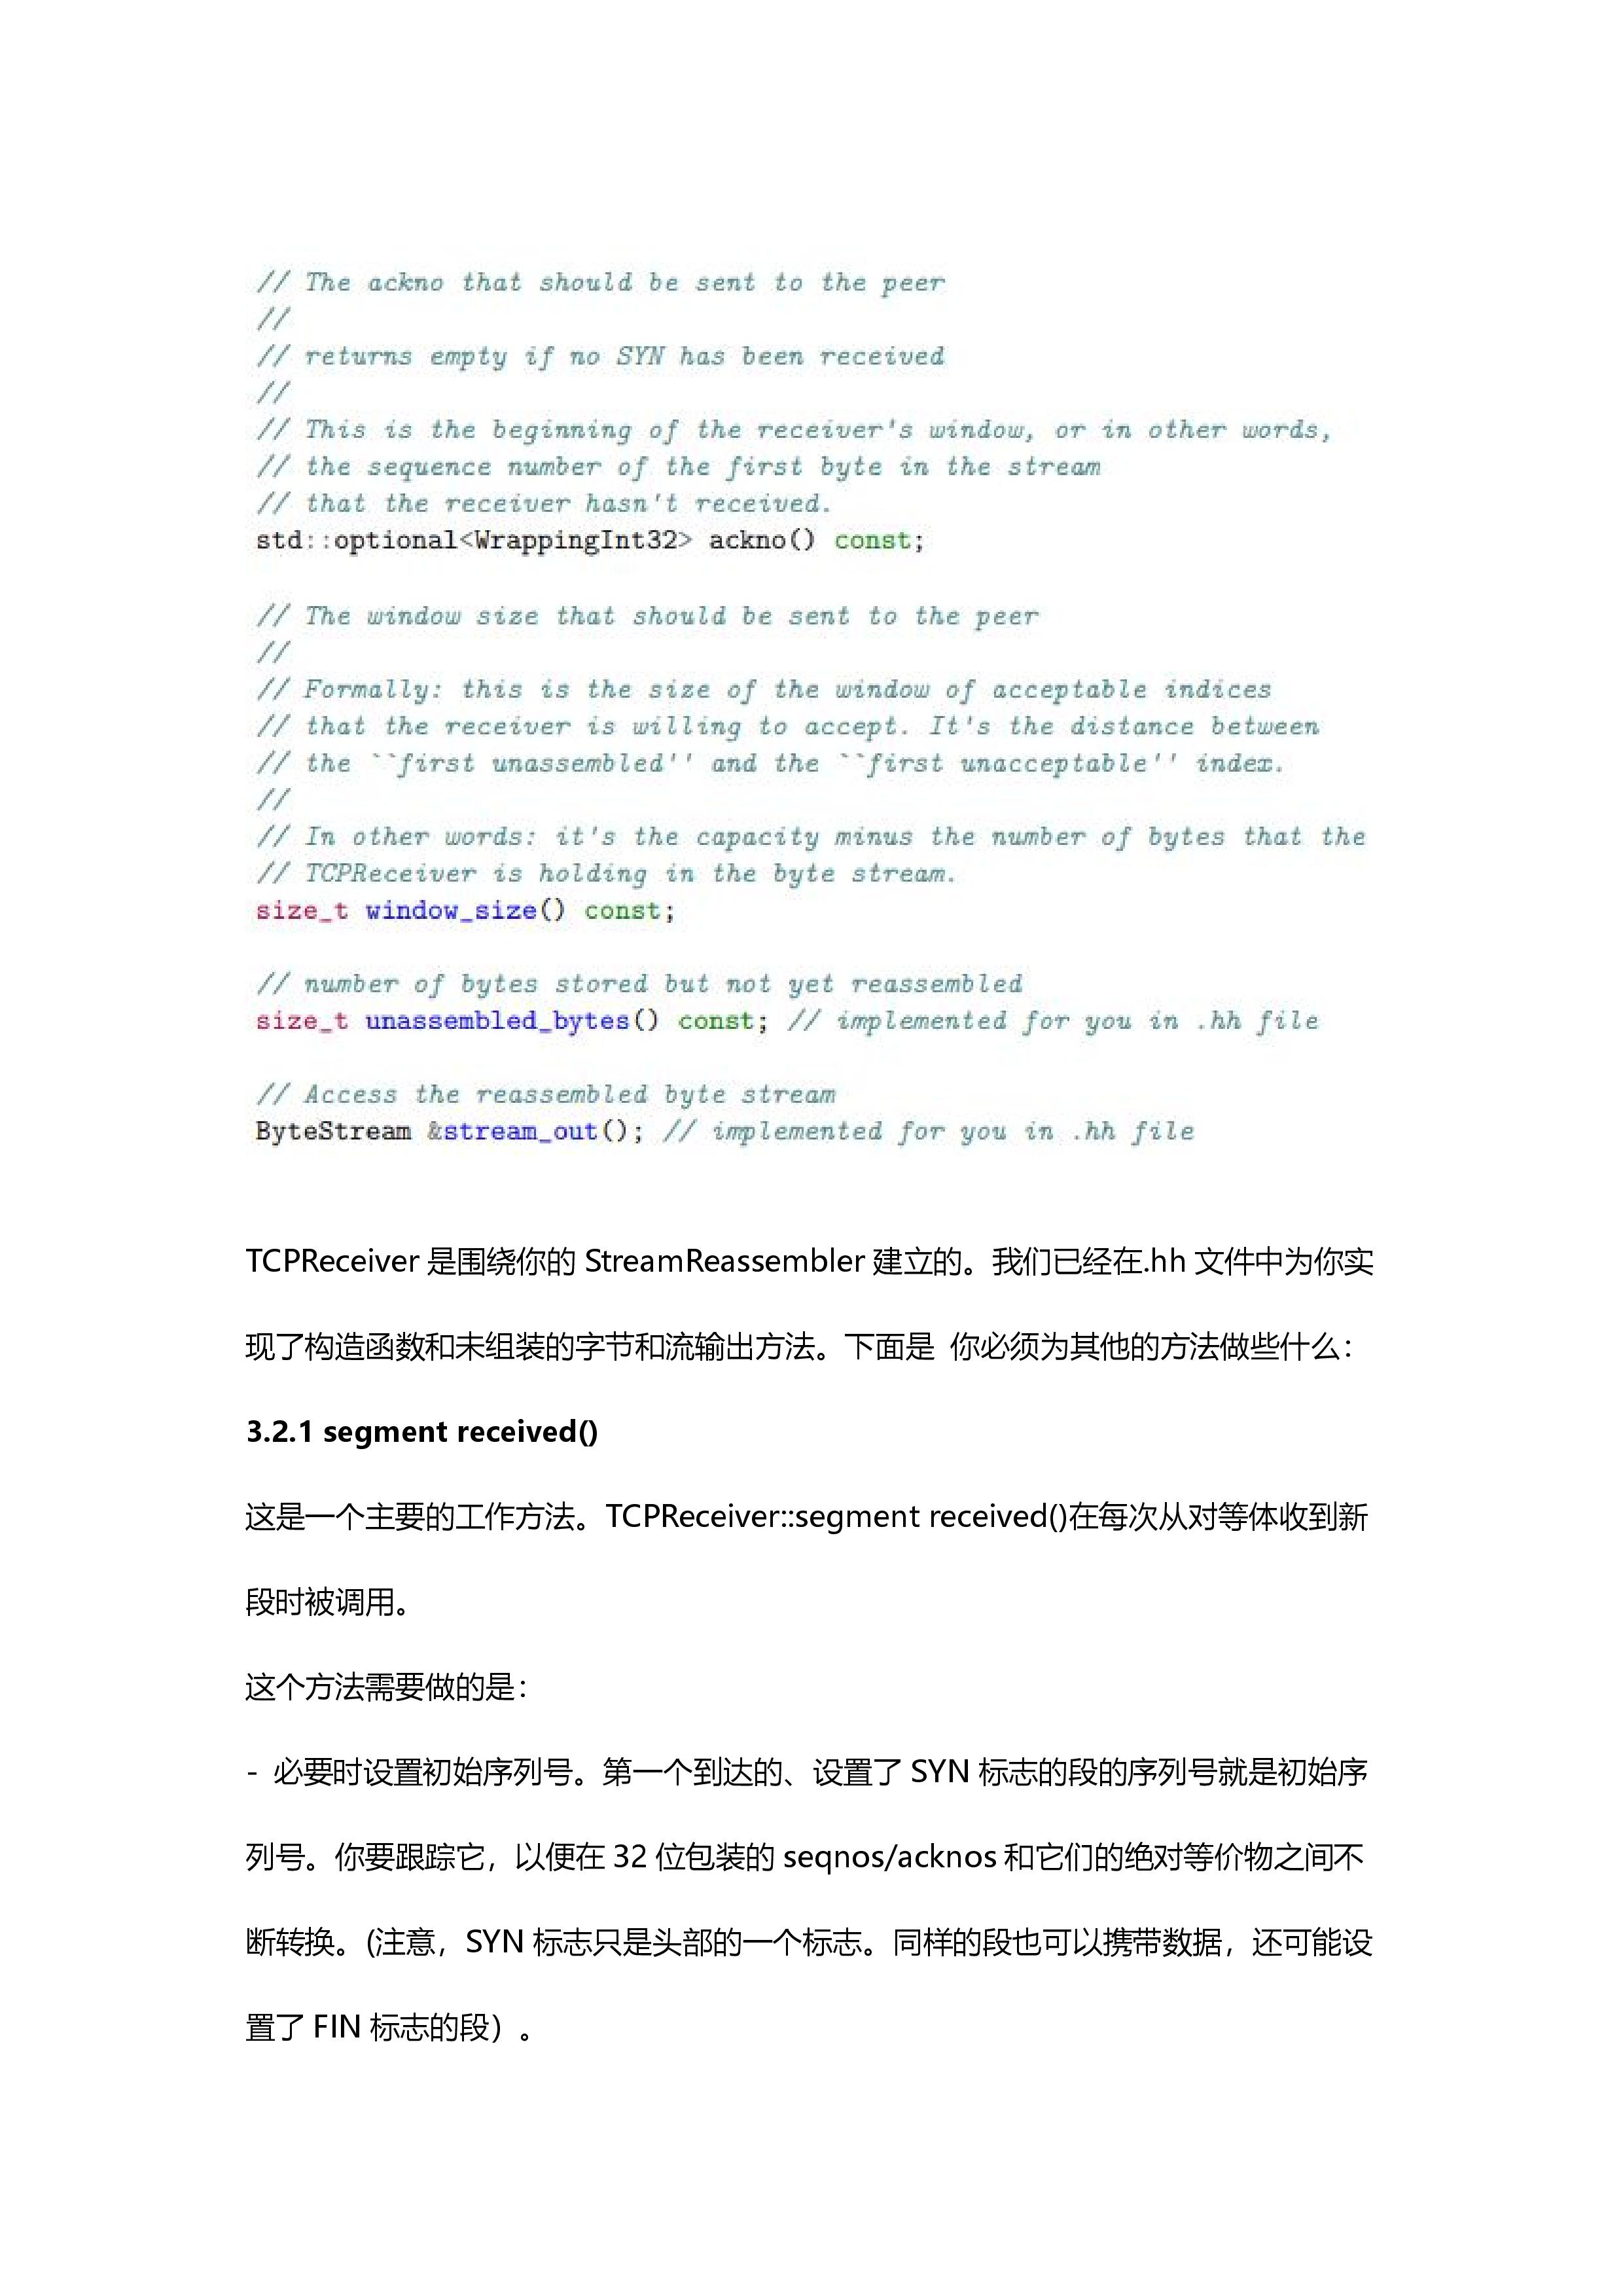 // The ackno that should be sent to the peer
//
// returns empty if no SYN has been received
//
// This is the beginning of the receiver's window, or in other words,
// the sequence number of the first byte in the stream
// that the receiver hasn't received.
std::optional<WrappingInt32> ackno() const;
// The window size that should be sent to the peer
//
// Formally: this is the size of the window of acceptable indices
// that the receiver is willing to accept. It's the distance between
// the ``first unassembled'' and the ``first unacceptable'' index.
//
// In other words: it's the capacity minus the number of bytes that the
// TCPReceiver is holding in the byte stream.
size_t window_size() const;
// number of bytes stored but not yet reassembled
size_t unassembled_bytes() const; // implemented for you in .hh file
// Access the reassembled byte stream
ByteStream &stream_out(); // implemented for you in .hh file
TCPReceiver 是围绕你的 StreamReassembler 建立的。我们已经在.hh 文件中为你实
现了构造函数和未组装的字节和流输出方法。下面是 你必须为其他的方法做些什么：
3.2.1 segment received()
这是一个主要的工作方法。TCPReceiver::segment received()在每次从对等体收到新
段时被调用。
这个方法需要做的是：
- 必要时设置初始序列号。第一个到达的、设置了 SYN 标志的段的序列号就是初始序
列号。你要跟踪它，以便在 32 位包装的 seqnos/acknos 和它们的绝对等价物之间不
断转换。(注意，SYN 标志只是头部的一个标志。同样的段也可以携带数据，还可能设
置了 FIN 标志的段）。